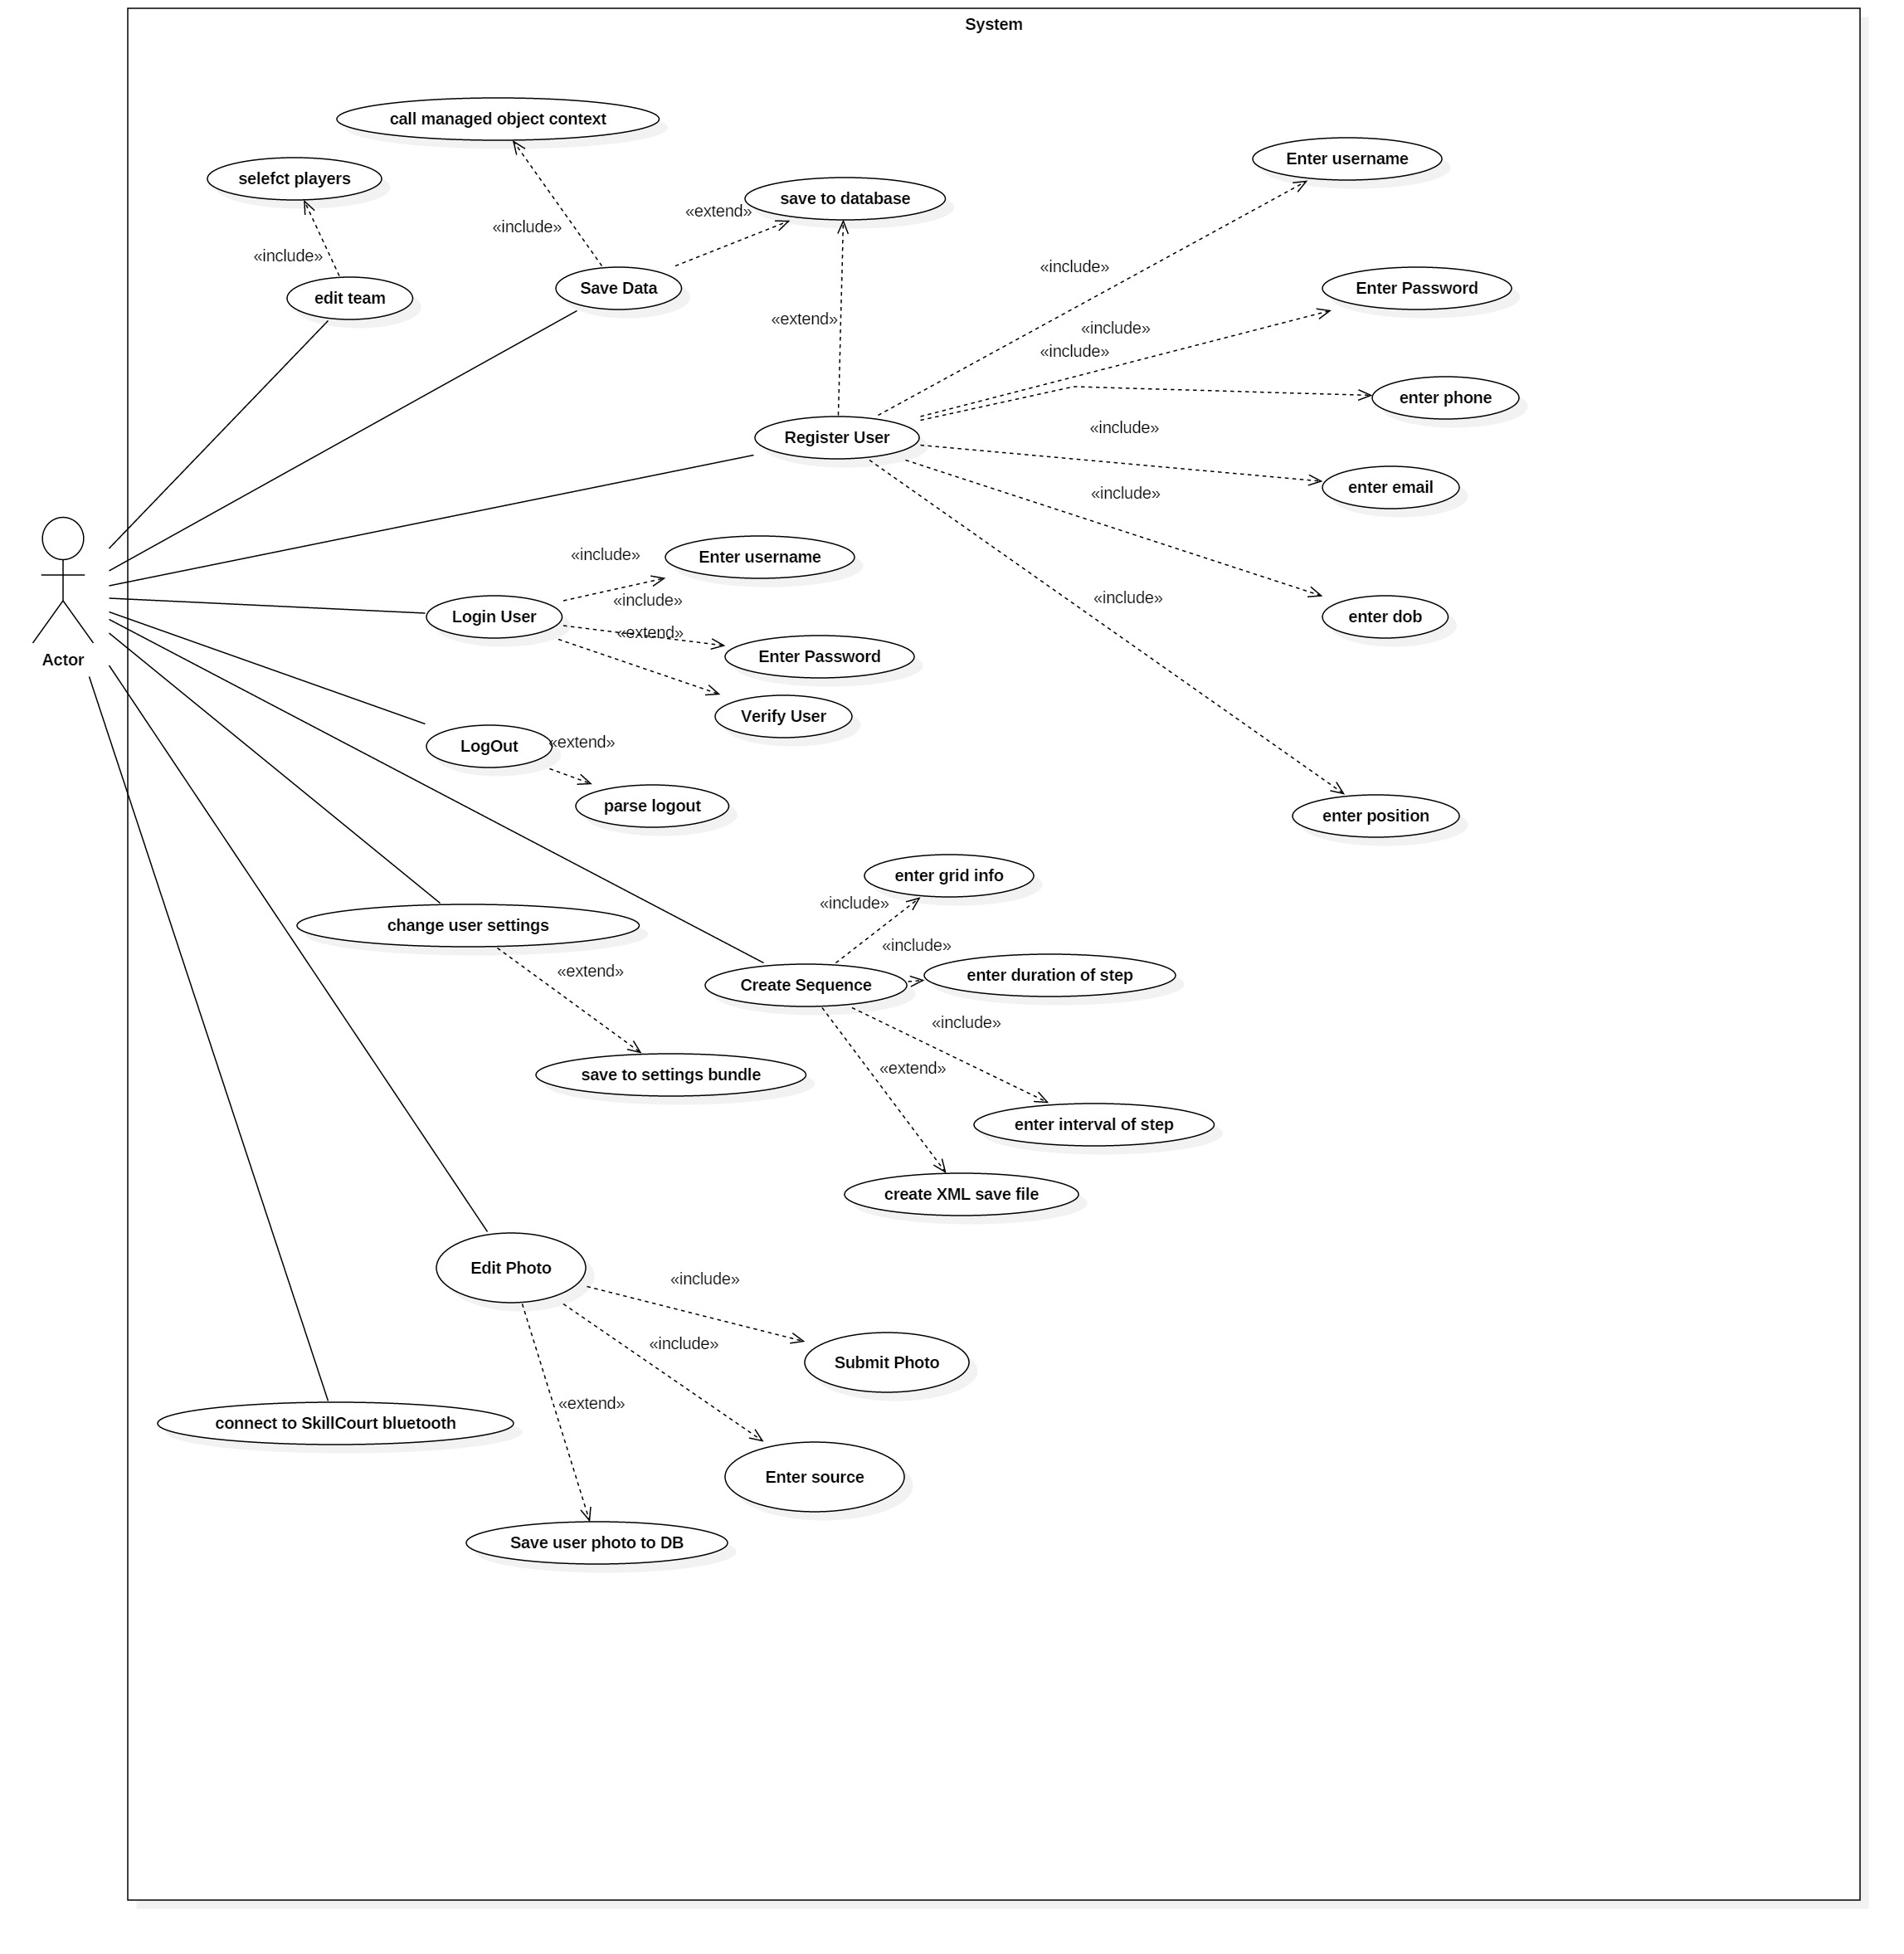 System
call managed object context
Enter username
selefct players
save to database
«extend»
«include»
«include»
«include»
Enter Password
Save Data
edit team
«extend»
«include»
«include»
enter phone
«include»
Register User
enter email
«include»
«include»
Enter username
«include»
«include»
Login User
enter dob
«extend»
Enter Password
Actor
Verify User
«extend»
LogOut
parse logout
enter position
enter grid info
«include»
change user settings
«include»
«extend»
enter duration of step
Create Sequence
«include»
«extend»
save to settings bundle
enter interval of step
create XML save file
Edit Photo
«include»
«include»
Submit Photo
«extend»
connect to SkillCourt bluetooth
Enter source
Save user photo to DB